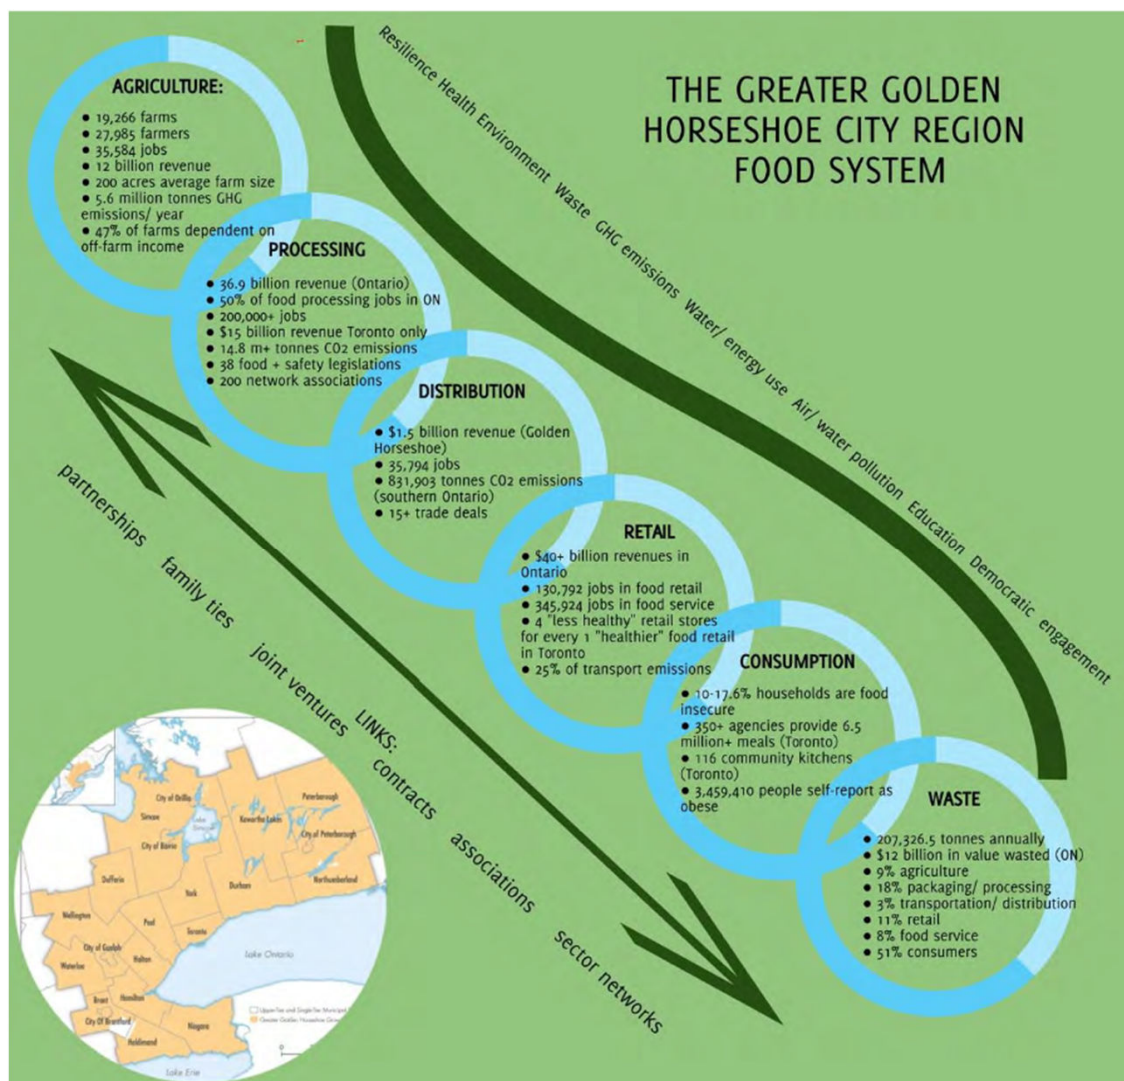 THE GREATER GOLDEN
HORSESHOE CITY REGION
FOOD SYSTEM
Resilience Health Environment Waste GHG emissions Water/ energy use Air/ water pollution Education Democratic engagement
AGRICULTURE:
● 19,266 farms
● 27,985 farmers
● 35,584 jobs
● 12 billion revenue
● 200 acres average farm size
● 5.6 million tonnes GHG
emissions/ year
● 47% of farms dependent on
off-farm income
PROCESSING
● 36.9 billion revenue (Ontario)
● 50% of food processing jobs in ON
● 200,000+ jobs
● $15 billion revenue Toronto only
● 14.8 m+ tonnes CO2 emissions
● 38 food + safety legislations
● 200 network associations
DISTRIBUTION
● $1.5 billion revenue (Golden
Horseshoe)
● 35,794 jobs
● 831,903 tonnes CO2 emissions
(southern Ontario)
● 15+ trade deals
RETAIL
● $40+ billion revenues in
Ontario
● 130,792 jobs in food retail
● 345,924 jobs in food service
● 4 "less healthy" retail stores
for every 1 "healthier" food retail
in Toronto
● 25% of transport emissions
CONSUMPTION
● 10-17.6% households are food
insecure
● 350+ agencies provide 6.5
million+ meals (Toronto)
● 116 community kitchens
(Toronto)
● 3,459,410 people self-report as
obese
WASTE
● 207,326.5 tonnes annually
● $12 billion in value wasted (ON)
● 9% agriculture
● 18% packaging/ processing
● 3% transportation/ distribution
● 11% retail
● 8% food service
● 51% consumers
LINKS:
partnerships family ties joint ventures contracts associations sector networks
City of Orillia
Peterborough
Simcoe
Lake
Simcoe
Kawartha Lakes
City of Peterborough
City of Barrie
Dufferin
York
Durham
Northumberland
Wellington
Peel
Toronto
City of Guelph
Halton
Lake Ontario
Waterloo
Brant
Hamilton
City Of Brantford
Niagara
Haldimand
Lake Erie
Upper-Tier and Single-Tier Municipal
Greater Golden Horseshoe
0